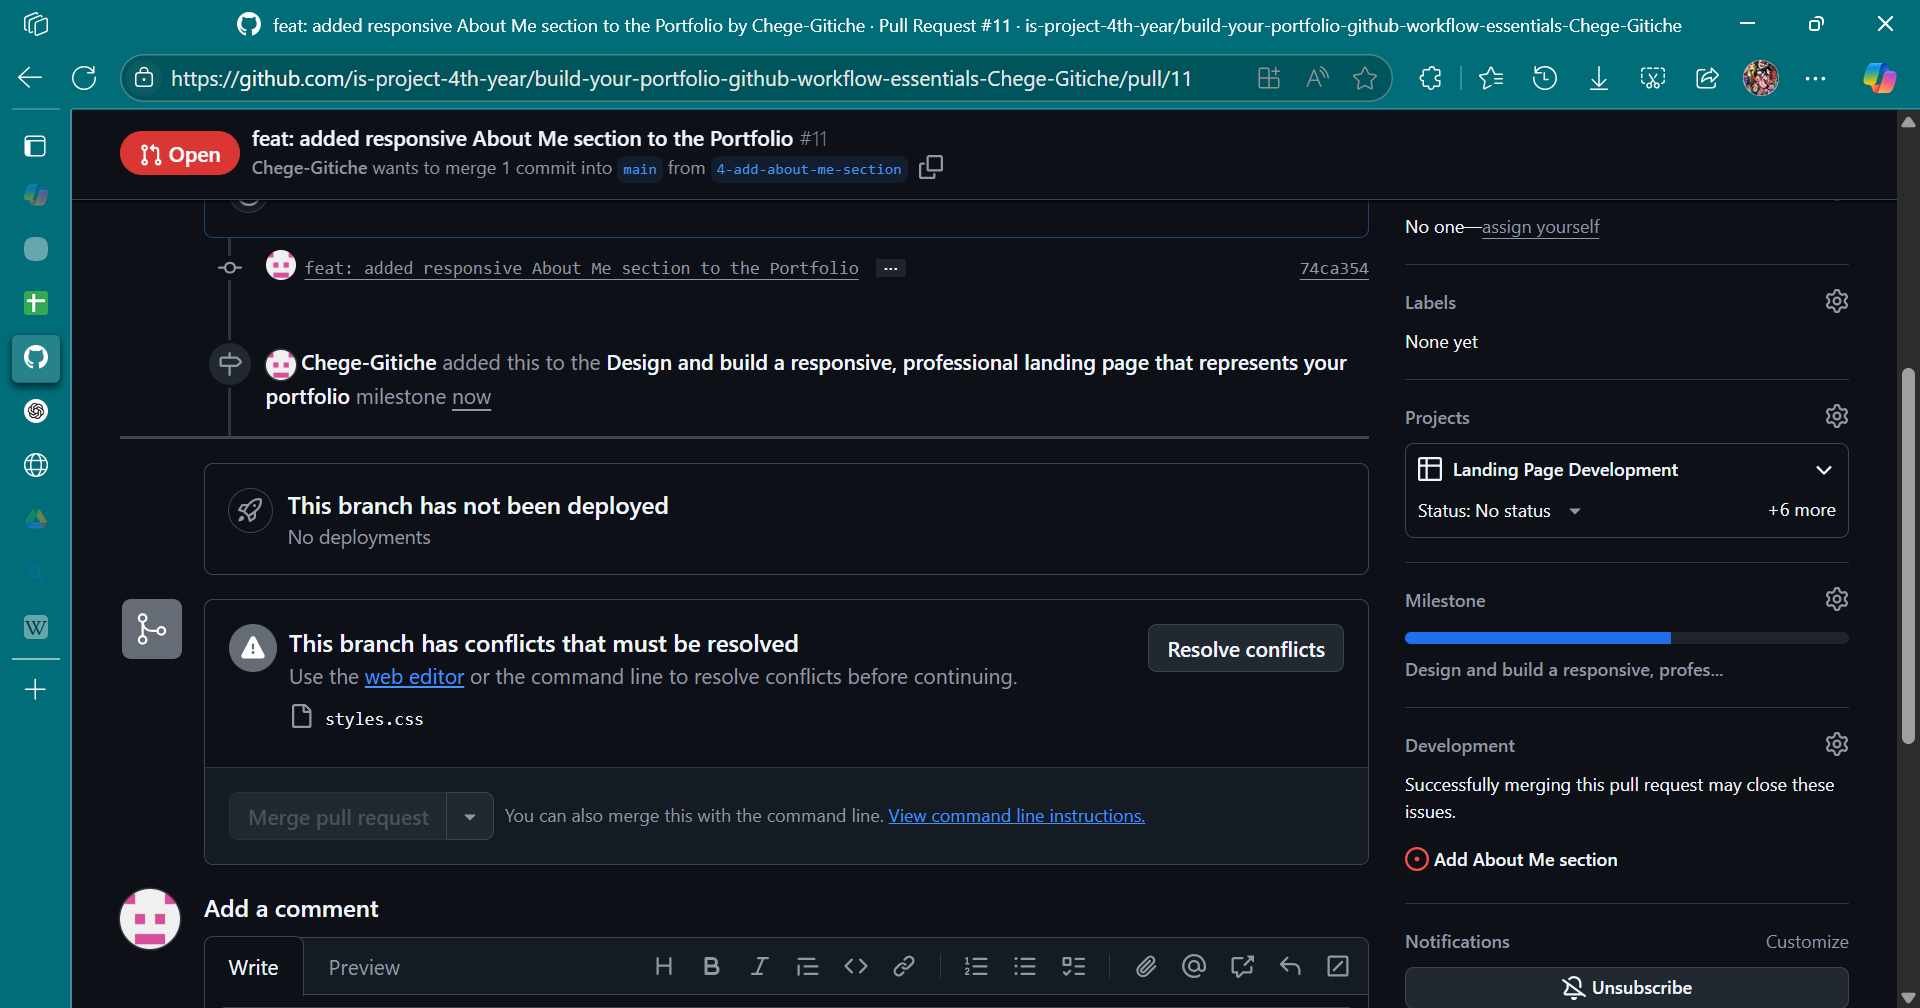 feat: added responsive About Me section to the Portfolio by Chege-Gitiche · Pull Request #11 · is-project-4th-year/build-your-portfolio-github-workflow-essentials-Chege-Gitiche
https://github.com/is-project-4th-year/build-your-portfolio-github-workflow-essentials-Chege-Gitiche/pull/11
Open
feat: added responsive About Me section to the Portfolio #11
Chege-Gitiche wants to merge 1 commit into main from 4-add-about-me-section
feat: added responsive About Me section to the Portfolio ...
74ca354
Chege-Gitiche added this to the Design and build a responsive, professional landing page that represents your
portfolio milestone now
This branch has not been deployed
No deployments
This branch has conflicts that must be resolved
Use the web editor or the command line to resolve conflicts before continuing.
styles.css
Resolve conflicts
Merge pull request
You can also merge this with the command line. View command line instructions.
Add a comment
Write
Preview
No one—assign yourself
Labels
None yet
Projects
Landing Page Development
Status: No status
+6 more
Milestone
Design and build a responsive, profes...
Development
Successfully merging this pull request may close these
issues.
Add About Me section
Notifications
Customize
Unsubscribe
W